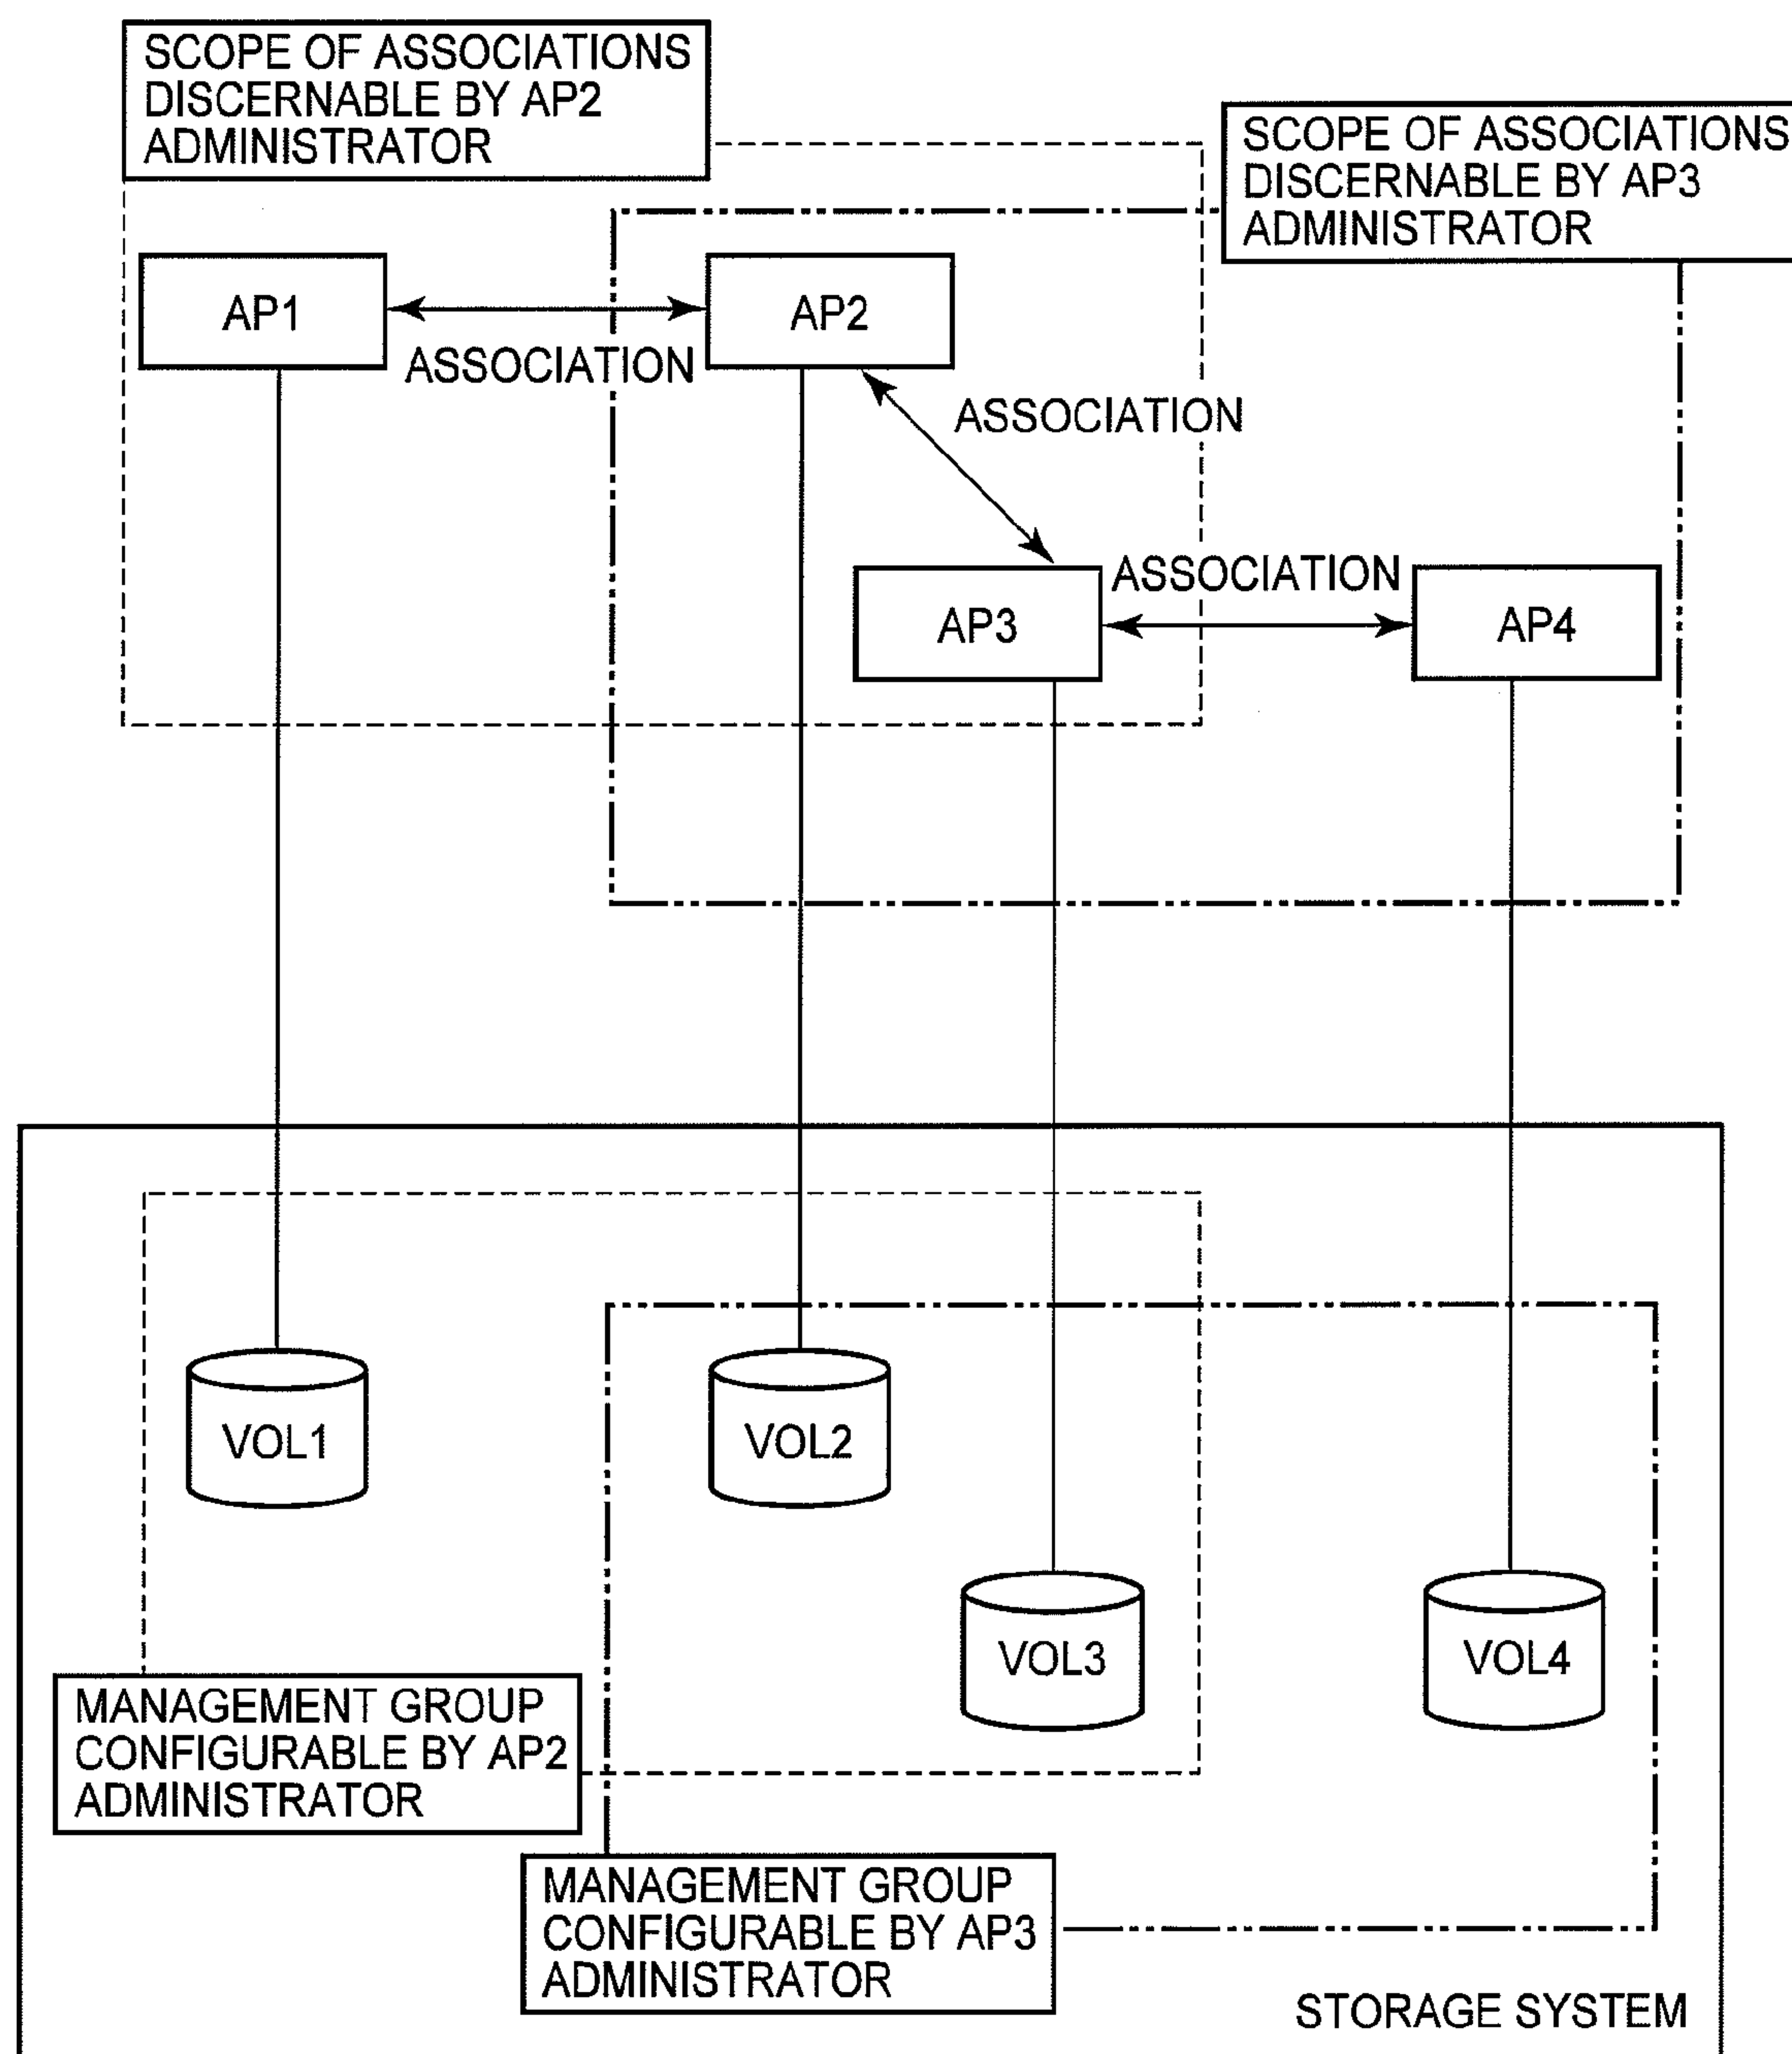 SCOPE OF ASSOCIATIONS
DISCERNABLE BY AP2
ADMINISTRATOR
SCOPE OF ASSOCIATIONS
DISCERNABLE BY AP3
ADMINISTRATOR
AP1
AP2
ASSOCIATION
ASSOCIATION
ASSOCIATION
AP3
AP4
VOL1
VOL2
VOL3
VOL4
MANAGEMENT GROUP
CONFIGURABLE BY AP2
ADMINISTRATOR
MANAGEMENT GROUP
CONFIGURABLE BY AP3
ADMINISTRATOR
STORAGE SYSTEM